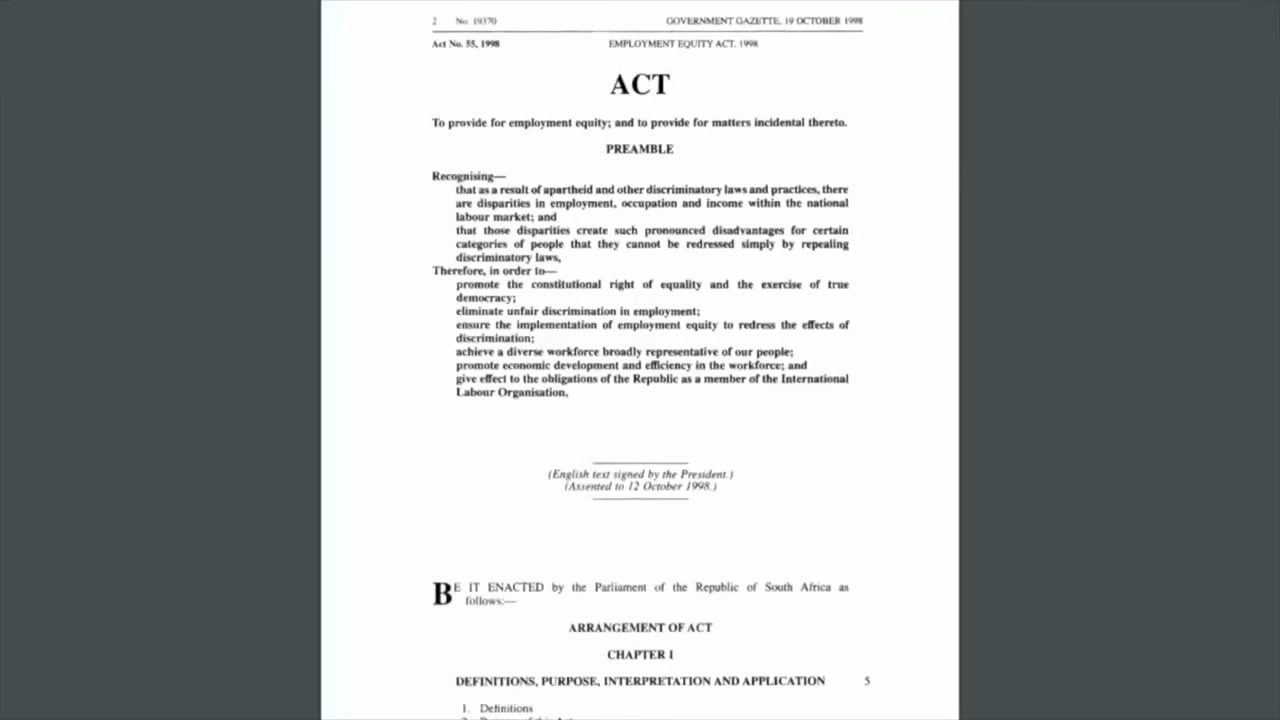 2 No. 19370 GOVERNMENT GAZETTE, 19 OCTOBER 1998
Act No. 55, 1998 EMPLOYMENT EQUITY ACT, 1998
ACT
To provide for employment equity; and to provide for matters incidental thereto.
PREAMBLE
Recognising—
that as a result of apartheid and other discriminatory laws and practices, there
are disparities in employment, occupation and income within the national
labour market; and
that those disparities create such pronounced disadvantages for certain
categories of people that they cannot be redressed simply by repealing
discriminatory laws,
Therefore, in order to—
promote the constitutional right of equality and the exercise of true
democracy;
eliminate unfair discrimination in employment;
ensure the implementation of employment equity to redress the effects of
discrimination;
achieve a diverse workforce broadly representative of our people;
promote economic development and efficiency in the workforce; and
give effect to the obligations of the Republic as a member of the International
Labour Organisation,
(English text signed by the President.)
(Assented to 12 October 1998.)
BE IT ENACTED by the Parliament of the Republic of South Africa as
follows:—
ARRANGEMENT OF ACT
CHAPTER I
DEFINITIONS, PURPOSE, INTERPRETATION AND APPLICATION 5
1. Definitions